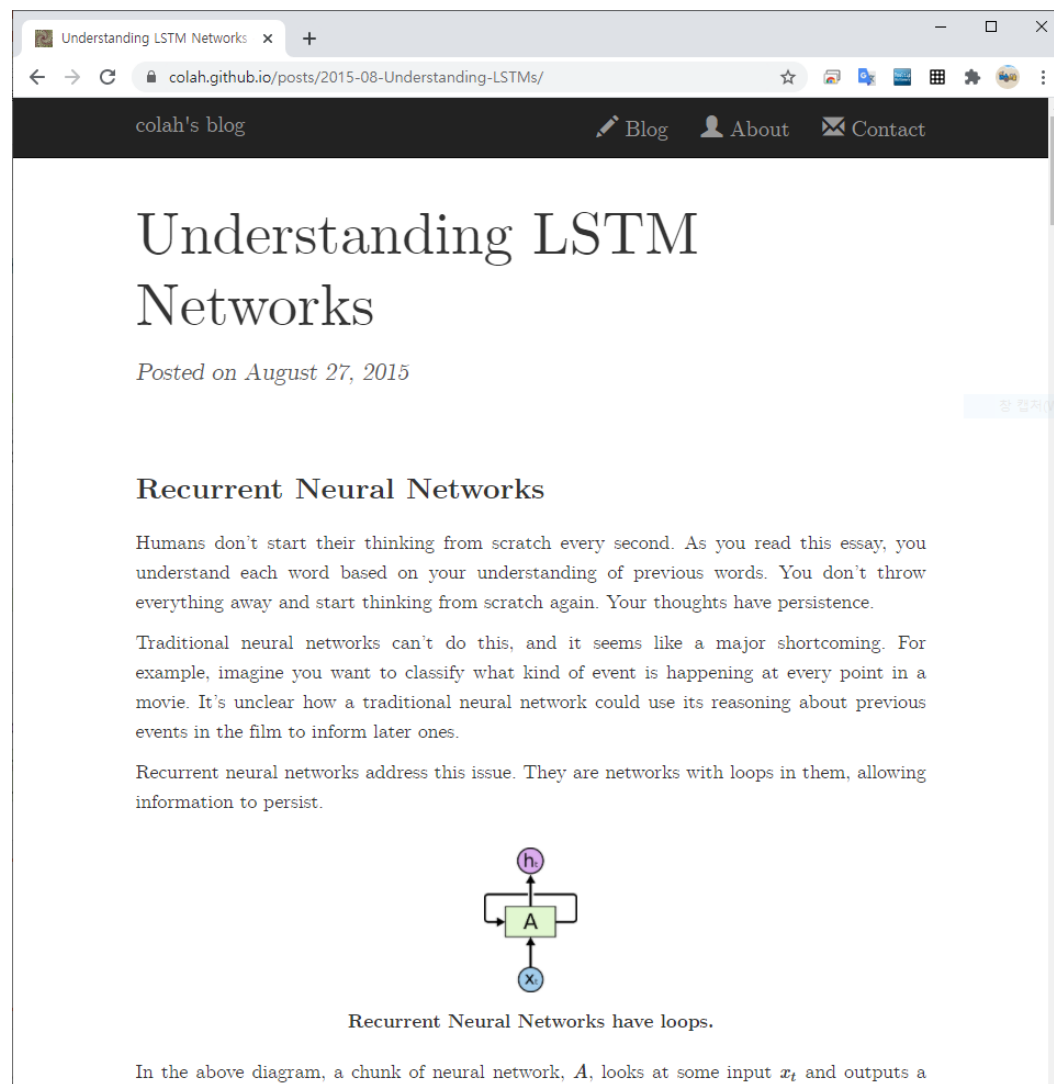 Understanding LSTM Networks
colah.github.io/posts/2015-08-Understanding-LSTMs/
colah's blog
Blog
About
Contact
Understanding LSTM
Networks
Posted on August 27, 2015
Recurrent Neural Networks
Humans don't start their thinking from scratch every second. As you read this essay, you
understand each word based on your understanding of previous words. You don't throw
everything away and start thinking from scratch again. Your thoughts have persistence.
Traditional neural networks can't do this, and it seems like a major shortcoming. For
example, imagine you want to classify what kind of event is happening at every point in a
movie. It's unclear how a traditional neural network could use its reasoning about previous
events in the film to inform later ones.
Recurrent neural networks address this issue. They are networks with loops in them, allowing
information to persist.
hₜ
A
Xₜ
Recurrent Neural Networks have loops.
In the above diagram, a chunk of neural network, A, looks at some input xₜ and outputs a